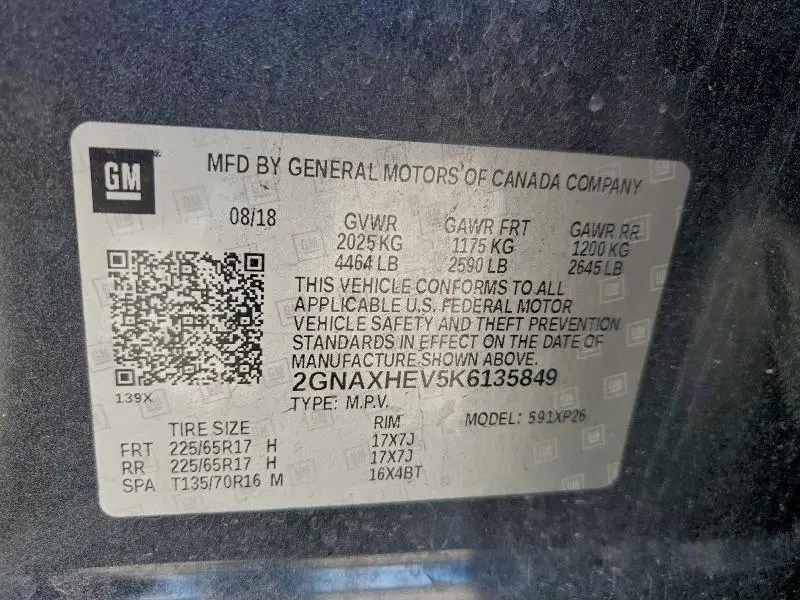 GM
MFD BY GENERAL MOTORS OF CANADA COMPANY
08/18 GVWR GAWR FRT GAWR RR
2025 KG 1175 KG 1200 KG
4464 LB 2590 LB 2645 LB
THIS VEHICLE CONFORMS TO ALL
APPLICABLE U.S. FEDERAL MOTOR
VEHICLE SAFETY AND THEFT PREVENTION
STANDARDS IN EFFECT ON THE DATE OF
MANUFACTURE SHOWN ABOVE.
139X
2GNAXHEV5K6135849
TYPE: M.P.V. MODEL: 591XP26
TIRE SIZE RIM
FRT 225/65R17 H 17X7J
RR 225/65R17 H 17X7J
SPA T135/70R16 M 16X4BT